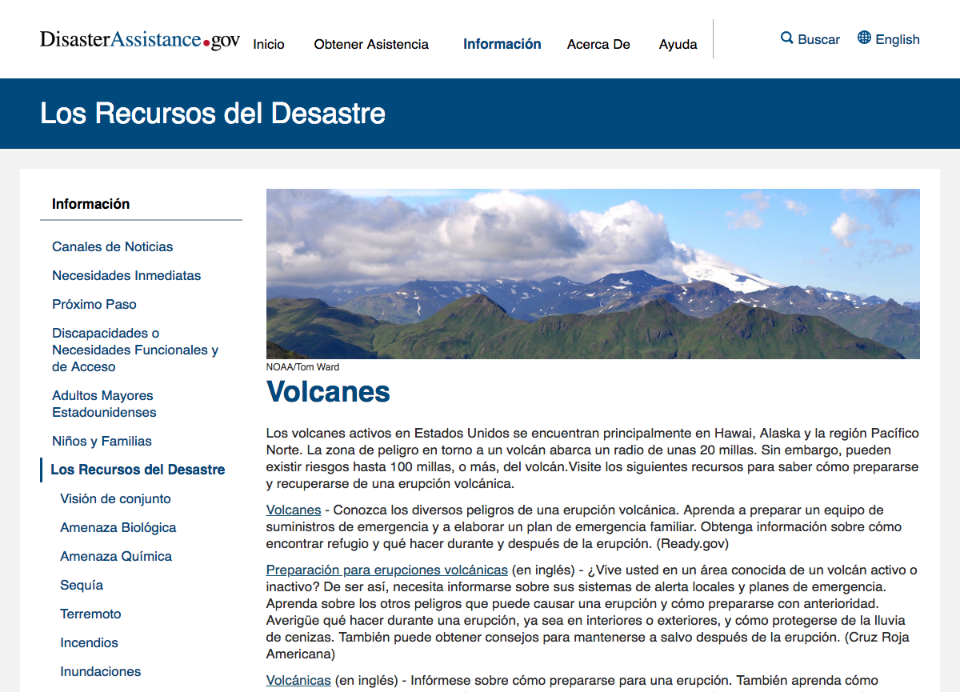 DisasterAssistance.gov
Inicio
Obtener Asistencia
Información
Acerca De
Ayuda
Buscar
English
Los Recursos del Desastre
Información
Canales de Noticias
Necesidades Inmediatas
Próximo Paso
Discapacidades o
Necesidades Funcionales y
de Acceso
Adultos Mayores
Estadounidenses
Niños y Familias
Los Recursos del Desastre
Visión de conjunto
Amenaza Biológica
Amenaza Química
Sequía
Terremoto
Incendios
Inundaciones
NOAA/Tom Ward
Volcanes
Los volcanes activos en Estados Unidos se encuentran principalmente en Hawai, Alaska y la región Pacífico
Norte. La zona de peligro en torno a un volcán abarca un radio de unas 20 millas. Sin embargo, pueden
existir riesgos hasta 100 millas, o más, del volcán.Visite los siguientes recursos para saber cómo prepararse
y recuperarse de una erupción volcánica.
Volcanes - Conozca los diversos peligros de una erupción volcánica. Aprenda a preparar un equipo de
suministros de emergencia y a elaborar un plan de emergencia familiar. Obtenga información sobre cómo
encontrar refugio y qué hacer durante y después de la erupción. (Ready.gov)
Preparación para erupciones volcánicas (en inglés) - ¿Vive usted en un área conocida de un volcán activo o
inactivo? De ser así, necesita informarse sobre sus sistemas de alerta locales y planes de emergencia.
Aprenda sobre los otros peligros que puede causar una erupción y cómo prepararse con anterioridad.
Averigüe qué hacer durante una erupción, ya sea en interiores o exteriores, y cómo protegerse de la lluvia
de cenizas. También puede obtener consejos para mantenerse a salvo después de la erupción. (Cruz Roja
Americana)
Volcánicas (en inglés) - Infórmese sobre cómo prepararse para una erupción. También aprenda cómo